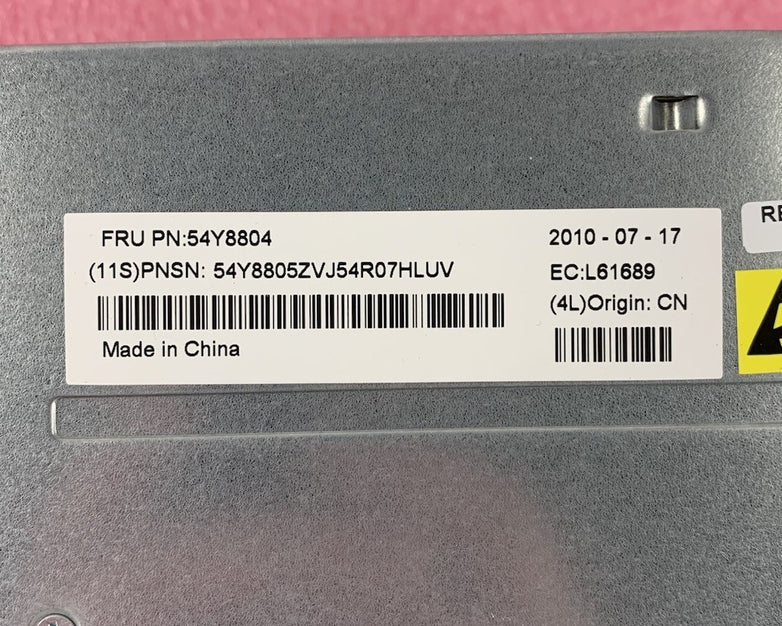 FRU PN:54Y8804
2010 - 07 - 17
(11S)PNSN: 54Y8805ZVJ54R07HLUV
EC:L61689
(4L)Origin: CN
Made in China